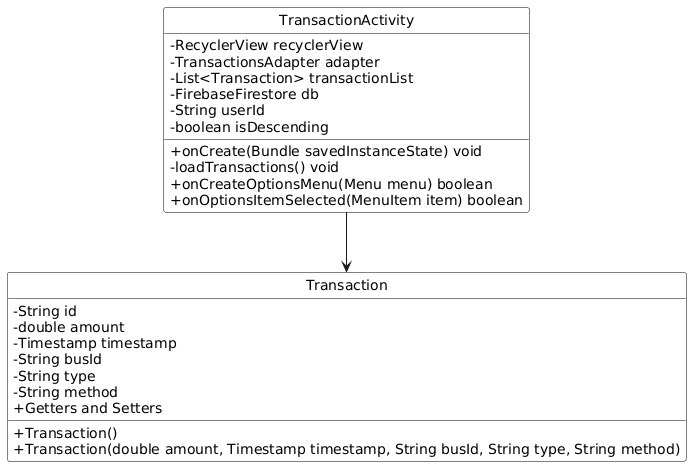 TransactionActivity
-RecyclerView recyclerView
-TransactionsAdapter adapter
-List<Transaction> transactionList
-FirebaseFirestore db
-String userId
-boolean isDescending
+onCreate(Bundle savedInstanceState) void
-loadTransactions() void
+onCreateOptionsMenu(Menu menu) boolean
+onOptionsItemSelected(MenuItem item) boolean
Transaction
-String id
-double amount
-Timestamp timestamp
-String busId
-String type
-String method
+Getters and Setters
+Transaction()
+Transaction(double amount, Timestamp timestamp, String busId, String type, String method)